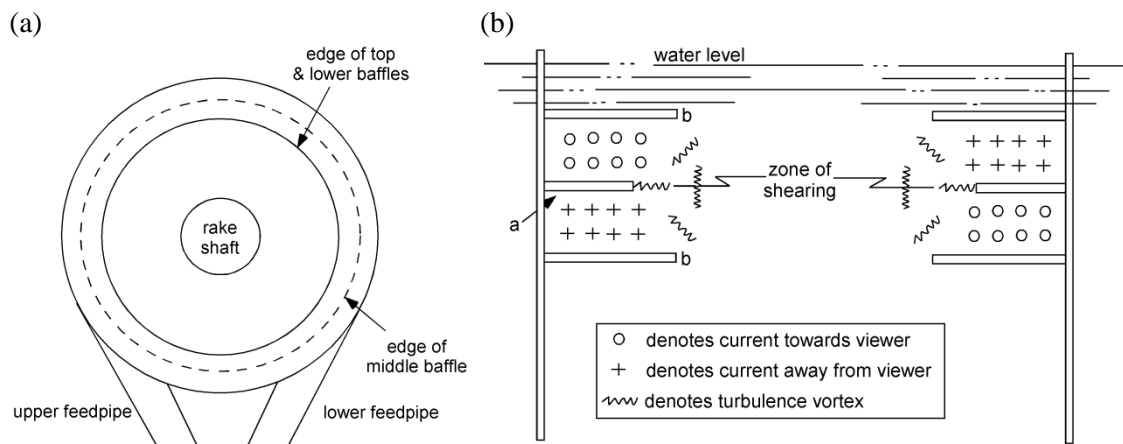 (a)
edge of top
& lower baffles
rake
shaft
edge of
middle baffle
upper feedpipe
lower feedpipe
(b)
water level
b
zone of
shearing
a
b
denotes current towards viewer
denotes current away from viewer
denotes turbulence vortex